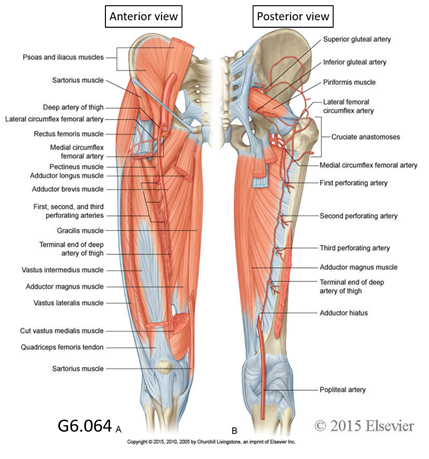 Anterior view
Posterior view
Psoas and iliacus muscles
Sartorius muscle
Deep artery of thigh
Lateral circumflex femoral artery
Rectus femoris muscle
Medial circumflex
femoral artery
Pectineus muscle
Adductor longus muscle
Adductor brevis muscle
First, second, and third
perforating arteries
Gracilis muscle
Terminal end of deep
artery of thigh
Vastus intermedius muscle
Adductor magnus muscle
Vastus lateralis muscle
Cut vastus medialis muscle
Quadriceps femoris tendon
Sartorius muscle
Superior gluteal artery
Inferior gluteal artery
Piriformis muscle
Lateral femoral
circumflex artery
Cruciate anastomoses
Medial circumflex femoral artery
First perforating artery
Second perforating artery
Third perforating artery
Adductor magnus muscle
Terminal end of deep
artery of thigh
Adductor hiatus
Popliteal artery
G6.064 A
B
© 2015 Elsevier
Copyright © 2015, 2010, 2005 by Churchill Livingstone, an imprint of Elsevier Inc.